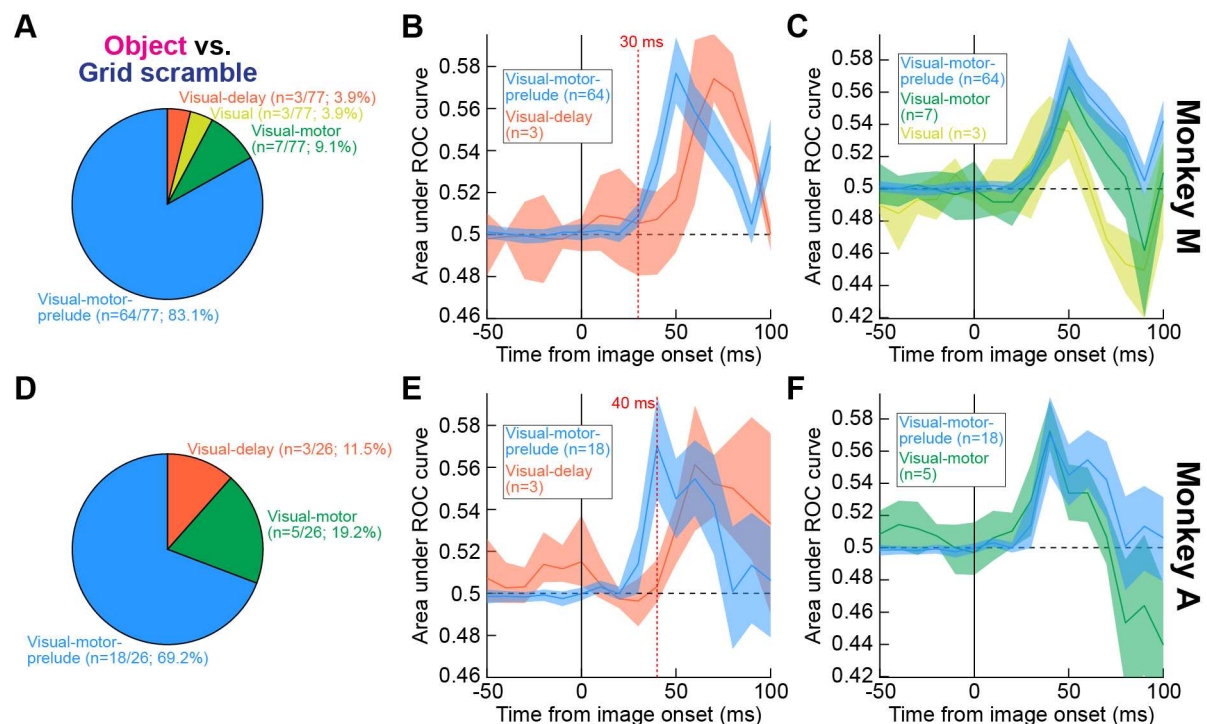 A
Object vs.
Grid scramble
Visual-delay (n=3/77; 3.9%)
Visual (n=3/77; 3.9%)
Visual-motor
(n=7/77; 9.1%)
Visual-motor-
prelude (n=64/77; 83.1%)
B
30 ms
Visual-motor-
prelude (n=64)
Visual-delay
(n=3)
Area under ROC curve
0.58
0.56
0.54
0.52
0.5
0.48
0.46
-50
0
50
100
Time from image onset (ms)
C
Visual-motor-
prelude (n=64)
Visual-motor
(n=7)
Visual (n=3)
Area under ROC curve
0.58
0.56
0.54
0.52
0.5
0.48
0.46
0.44
0.42
-50
0
50
100
Time from image onset (ms)
Monkey M
D
Visual-delay (n=3/26; 11.5%)
Visual-motor
(n=5/26; 19.2%)
Visual-motor-
prelude (n=18/26; 69.2%)
E
40 ms
Visual-motor-
prelude (n=18)
Visual-delay
(n=3)
Area under ROC curve
0.58
0.56
0.54
0.52
0.5
0.48
0.46
-50
0
50
100
Time from image onset (ms)
F
Visual-motor-
prelude (n=18)
Visual-motor
(n=5)
Area under ROC curve
0.58
0.56
0.54
0.52
0.5
0.48
0.46
0.44
0.42
-50
0
50
100
Time from image onset (ms)
Monkey A